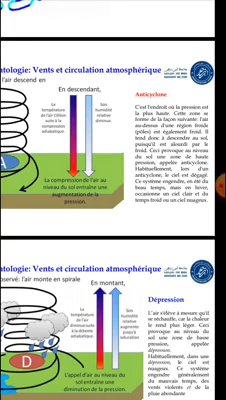 ntologie: Vents et circulation atmosphérique
l'air descend en
En descendant,
La
température
de l'air s'élève
suite à la
compression
adiabatique.
Son
humidité
relative
diminue.
A
La compression de l'air au
niveau du sol entraîne une
augmentation de la
pression.
Anticyclone
C'est l'endroit où la pression est
la plus haute. Cette zone se
forme de la façon suivante: l'air
au-dessus d'une région froide
(pôles) est également froid. Il
tend donc à descendre au sol,
puisqu'il est alourdi par le
froid. Ceci provoque au niveau
du sol une zone de haute
pression, appelée anticyclone.
Habituellement, lors d'un
anticyclone, le ciel est dégagé.
Ce système engendre, en été du
beau temps, mais en hiver,
occasionne un ciel clair et du
temps froid ou un ciel nuageux.
ntologie: Vents et circulation atmosphérique
bservé: l'air monte en spirale
En montant,
La
température
de l'air
diminue suite
à la détente
adiabatique.
Son
humidité
relative
augmente
jusqu'à
saturation
D
L'appel d'air au niveau du
sol entraîne une
diminution de la pression.
Dépression
L'air s'élève à mesure qu'il
se réchauffe, car la chaleur
le rend plus léger. Ceci
provoque au niveau du
sol une zone de basse
pression, appelée
dépression.
Habituellement, dans une
dépression, le ciel est
nuageux. Ce système
engendre généralement
du mauvais temps, des
vents violents et de la
pluie abondante